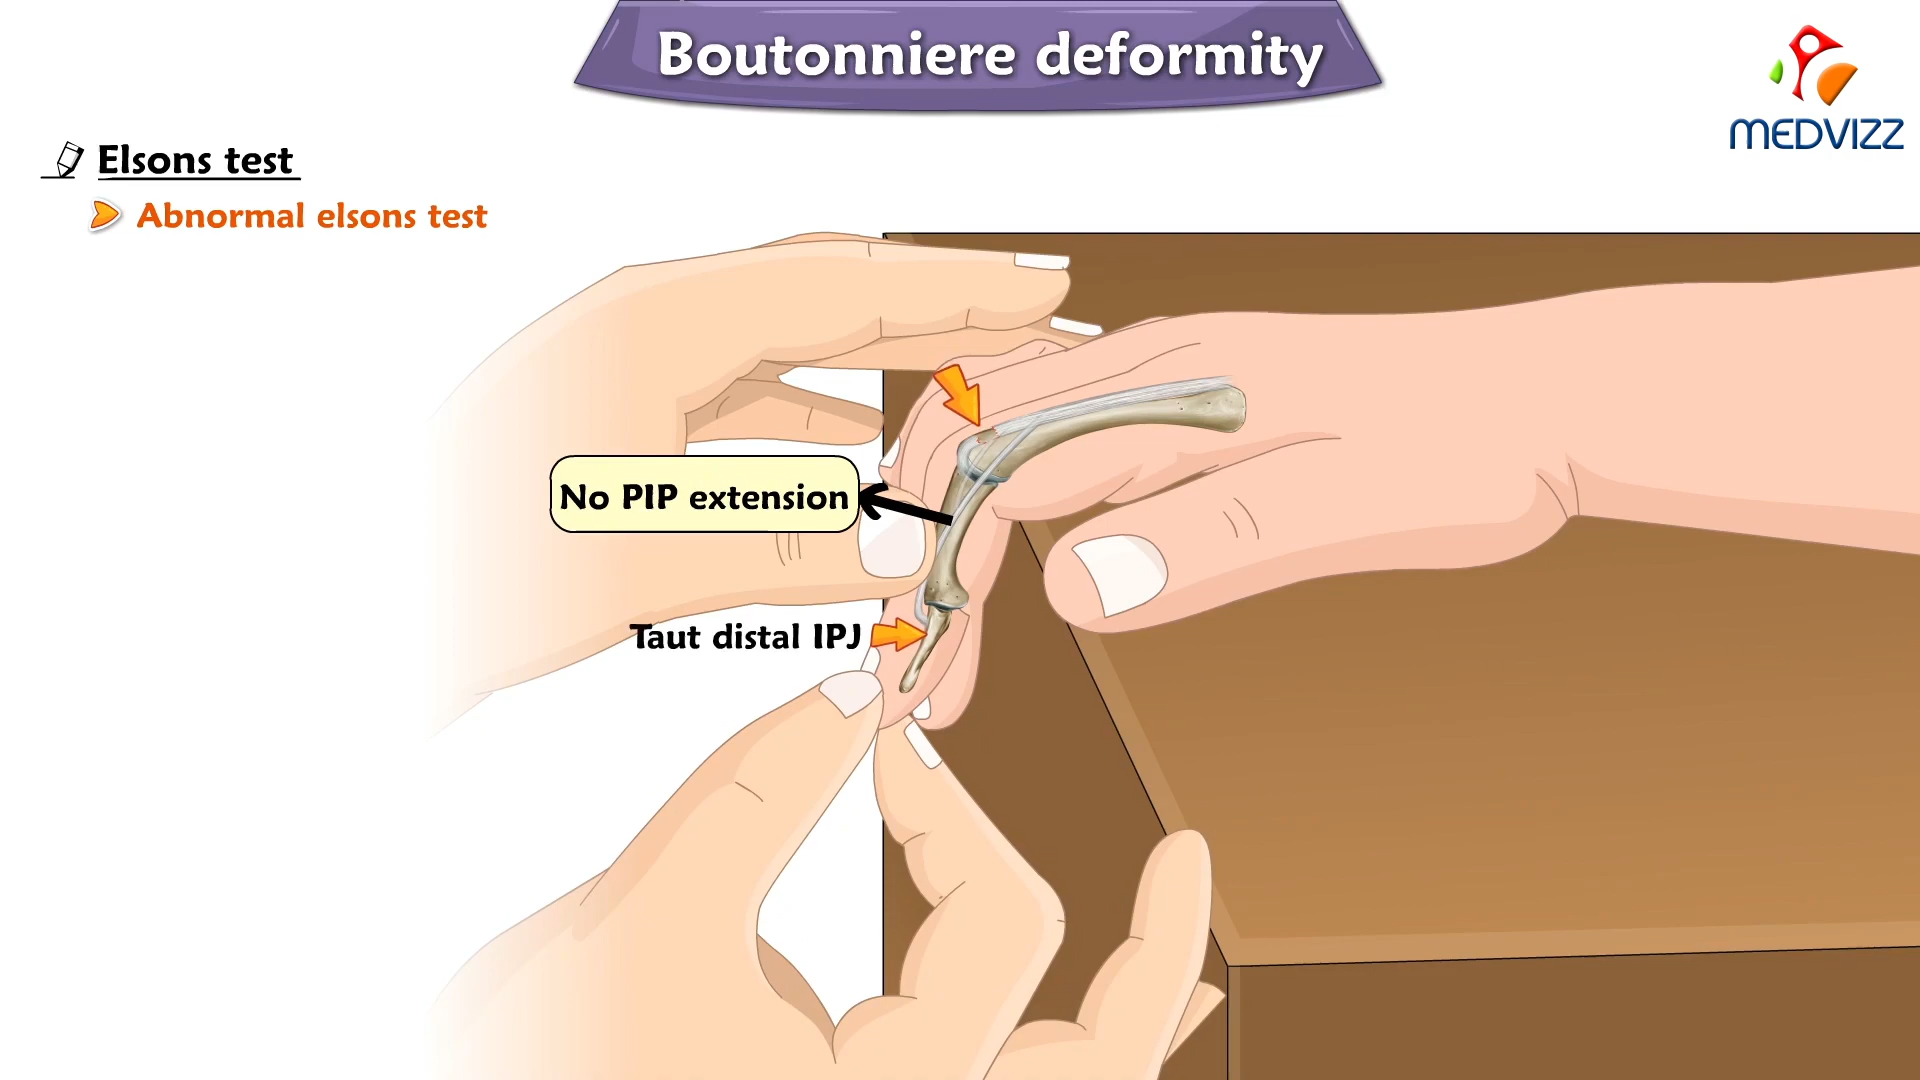 Boutonniere deformity
MEDVIZZ
Elsons test
Abnormal elsons test
No PIP extension
Taut distal IPJ